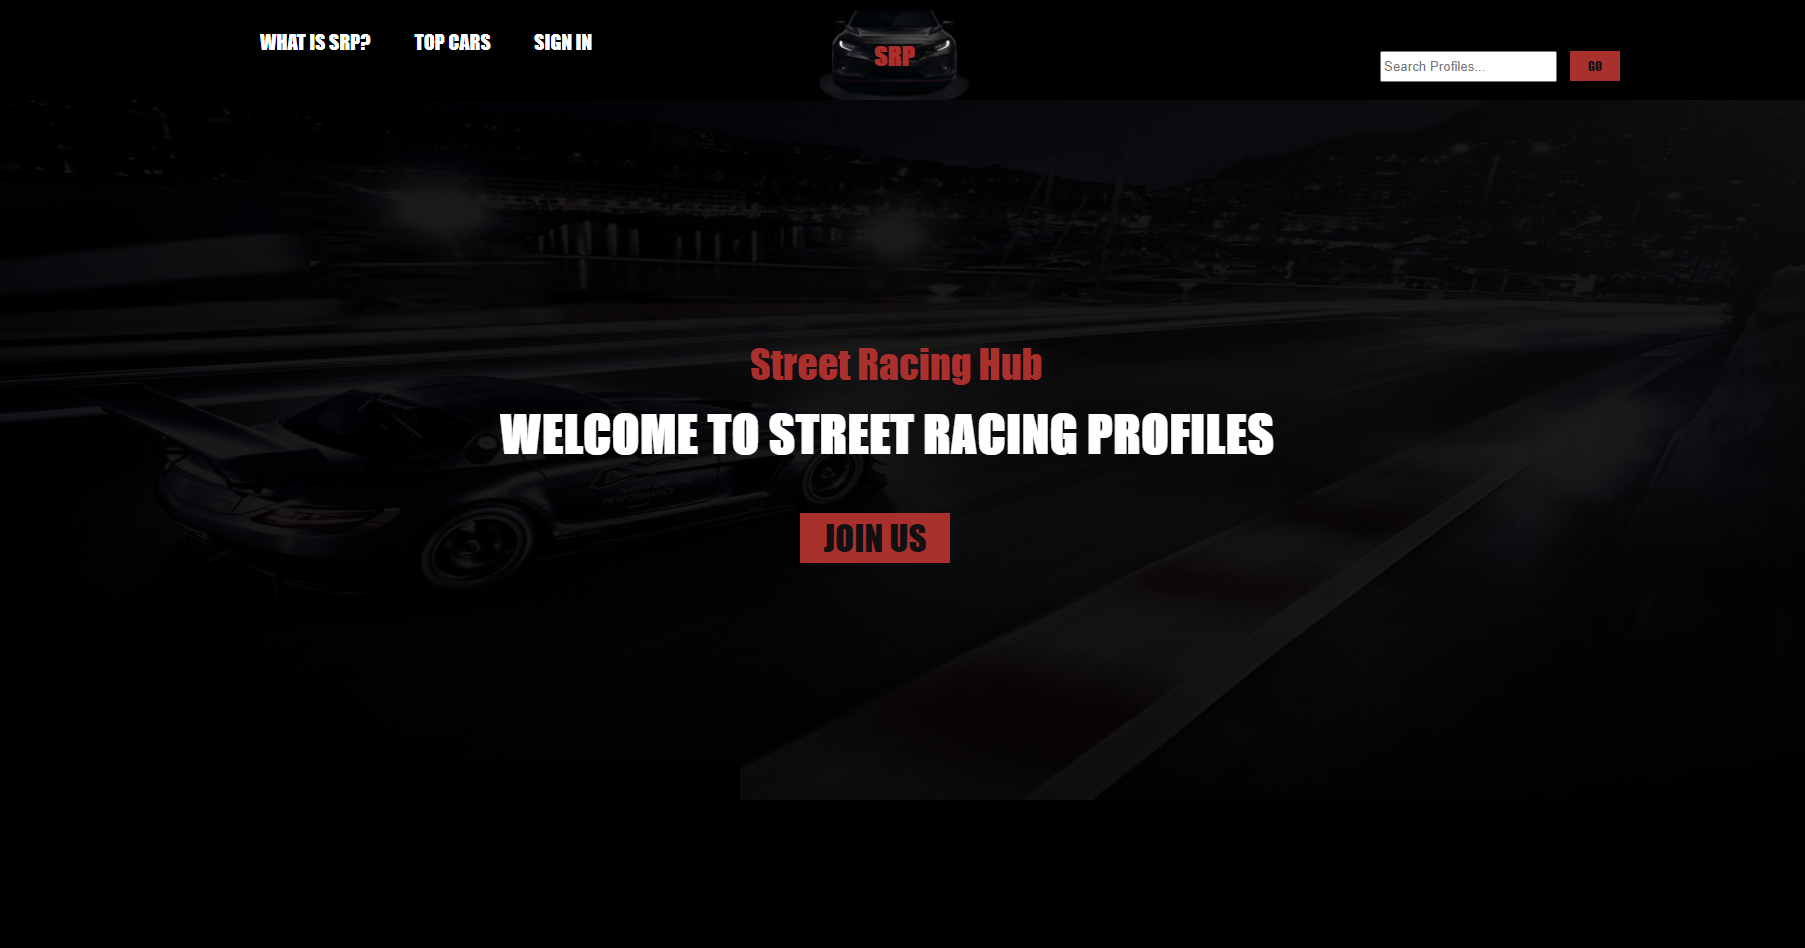 WHAT IS SRP? TOP CARS SIGN IN
SRP
Search Profiles... GO
Street Racing Hub
WELCOME TO STREET RACING PROFILES
PERFORMANCE
JOIN US